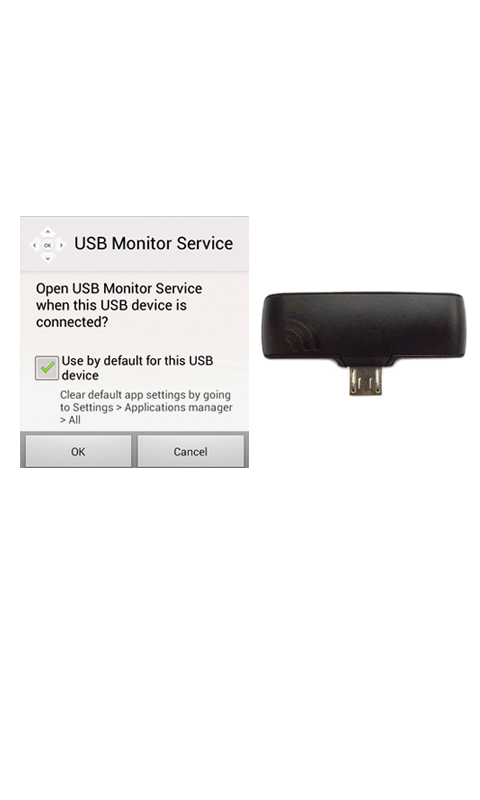 OK
USB Monitor Service
Open USB Monitor Service
when this USB device is
connected?
Use by default for this USB
device
Clear default app settings by going
to Settings > Applications manager
> All
OK
Cancel